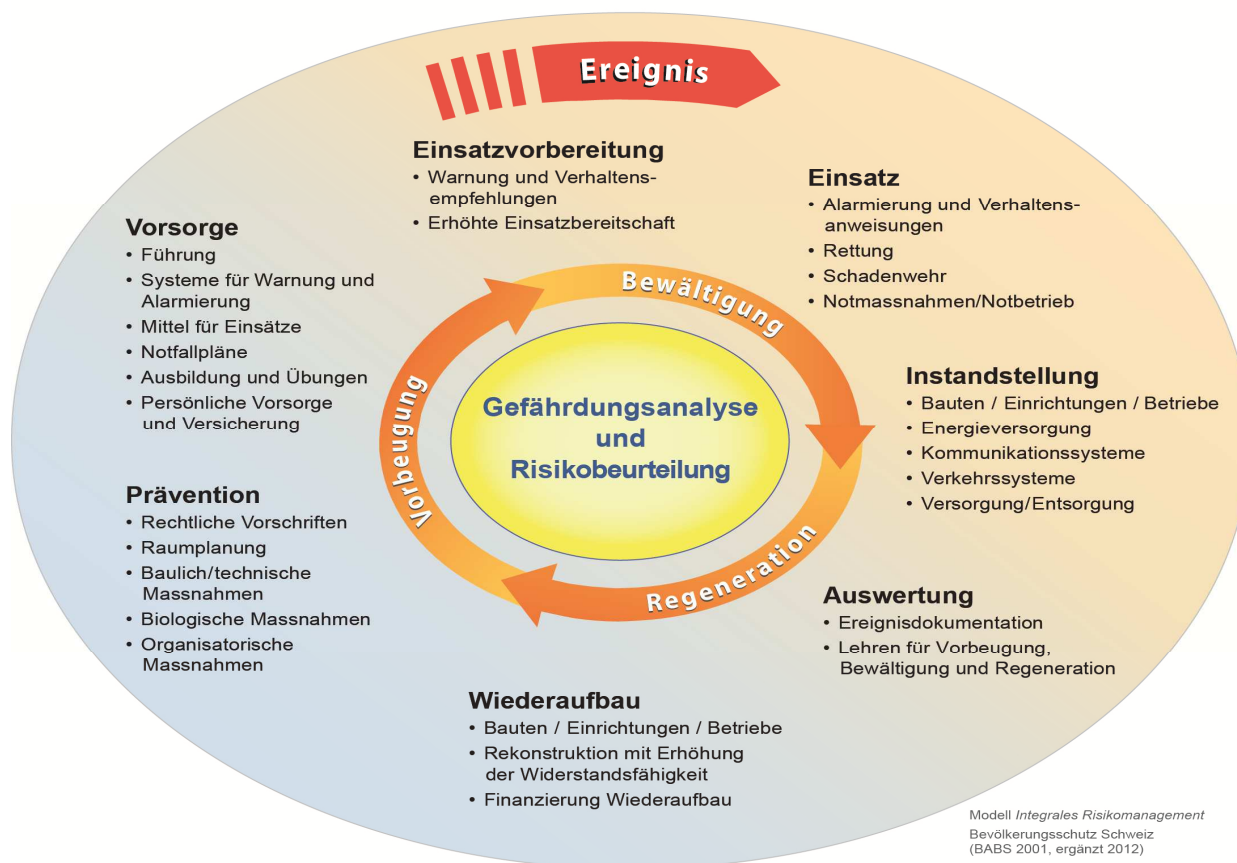 Ereignis
Einsatzvorbereitung
• Warnung und Verhaltens-
empfehlungen
• Erhöhte Einsatzbereitschaft
Einsatz
• Alarmierung und Verhaltens-
anweisungen
• Rettung
• Schadenwehr
• Notmassnahmen/Notbetrieb
Vorsorge
• Führung
• Systeme für Warnung und
Alarmierung
• Mittel für Einsätze
• Notfallpläne
• Ausbildung und Übungen
• Persönliche Vorsorge
und Versicherung
Bewältigung
Vorbeugung
Regeneration
Gefährdungsanalyse
und
Risikobeurteilung
Instandstellung
• Bauten / Einrichtungen / Betriebe
• Energieversorgung
• Kommunikationssysteme
• Verkehrssysteme
• Versorgung/Entsorgung
Prävention
• Rechtliche Vorschriften
• Raumplanung
• Baulich/technische
Massnahmen
• Biologische Massnahmen
• Organisatorische
Massnahmen
Auswertung
• Ereignisdokumentation
• Lehren für Vorbeugung,
Bewältigung und Regeneration
Wiederaufbau
• Bauten / Einrichtungen / Betriebe
• Rekonstruktion mit Erhöhung
der Widerstandsfähigkeit
• Finanzierung Wiederaufbau
Modell Integrales Risikomanagement
Bevölkerungsschutz Schweiz
(BABS 2001, ergänzt 2012)